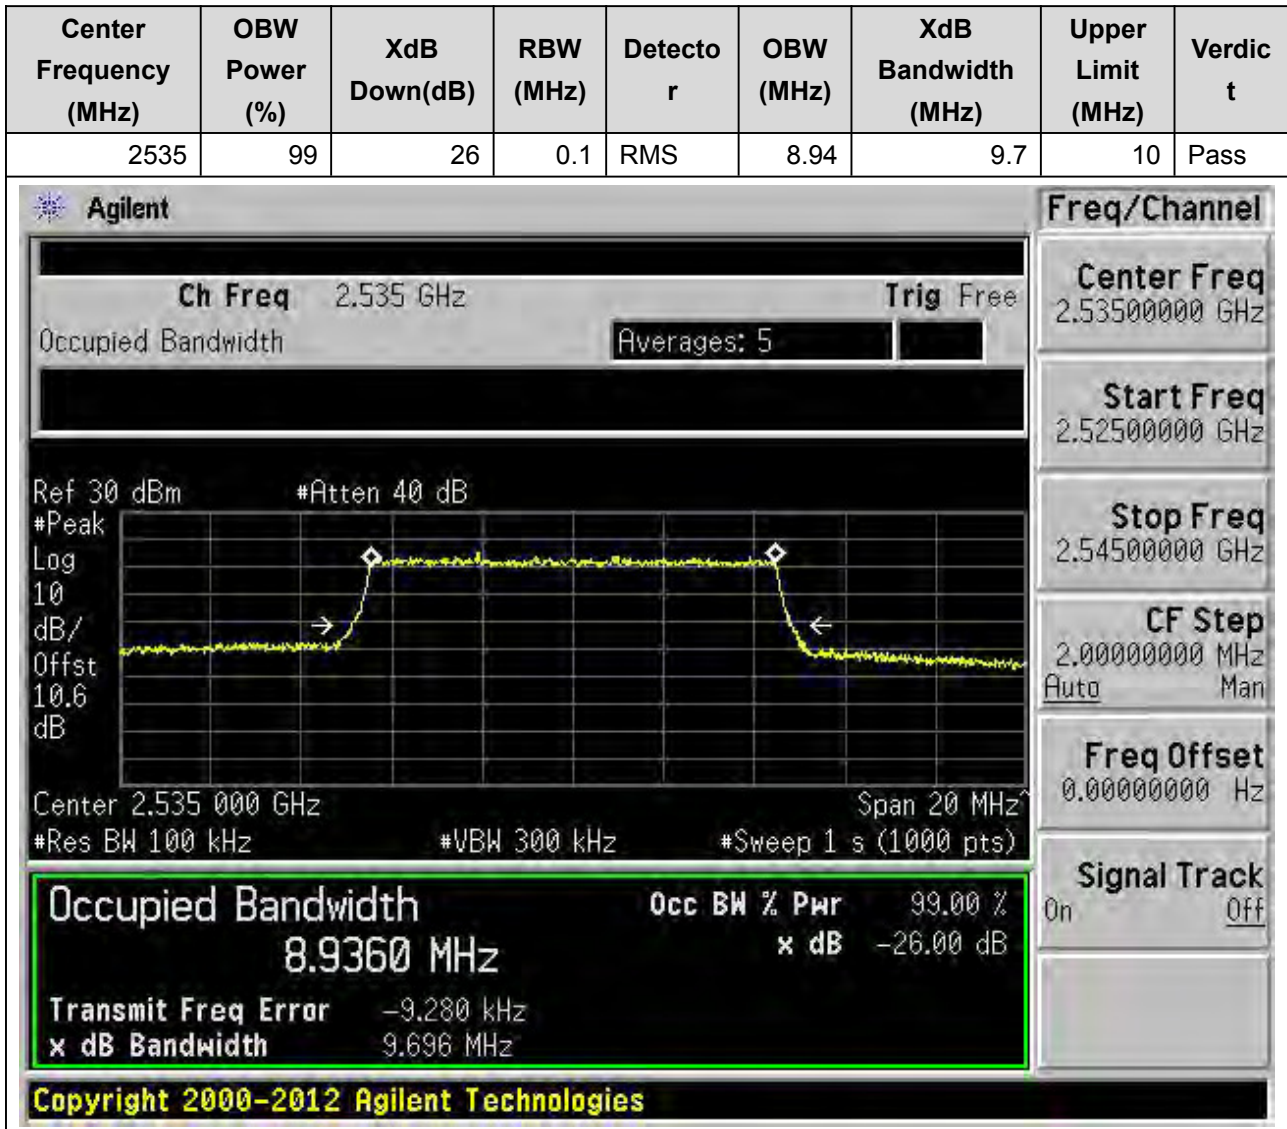 Center Frequency (MHz) OBW Power (%) XdB Down(dB) RBW (MHz) Detecto r OBW (MHz) XdB Bandwidth (MHz) Upper Limit (MHz) Verdic t
2535 99 26 0.1 RMS 8.94 9.7 10 Pass
Agilent
Freq/Channel
Ch Freq 2.535 GHz Trig Free
Occupied Bandwidth Averages: 5
Center Freq
2.53500000 GHz
Start Freq
2.52500000 GHz
Stop Freq
2.54500000 GHz
CF Step
2.00000000 MHz
Auto Man
Freq Offset
0.00000000 Hz
Signal Track
On Off
Ref 30 dBm #Atten 40 dB
#Peak
Log
10
dB/
Offst
10.6
dB
Center 2.535 000 GHz Span 20 MHz^
#Res BW 100 kHz #VBW 300 kHz #Sweep 1 s (1000 pts)
Occupied Bandwidth Occ BW % Pwr 99.00 %
8.9360 MHz x dB -26.00 dB
Transmit Freq Error -9.280 kHz
x dB Bandwidth 9.696 MHz
Copyright 2000-2012 Agilent Technologies